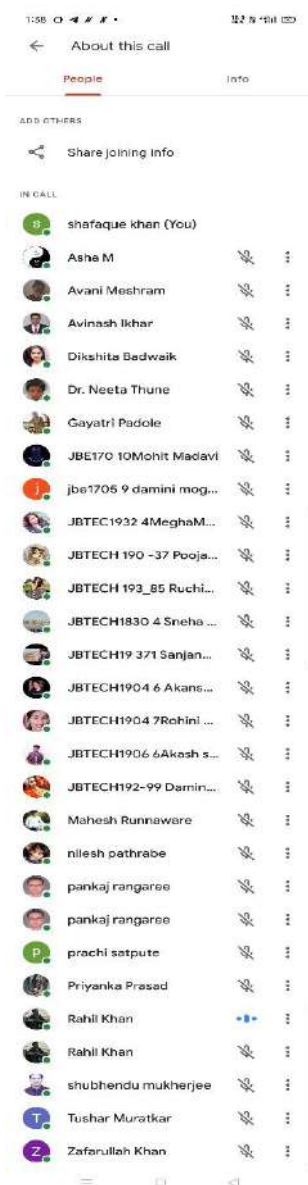 1:58
About this call
People Info
ADD OTHERS
Share joining info
IN CALL
S shafaque khan (You)
Asha M
Avani Meshram
Avinash Ikhar
Dikshita Badwaik
Dr. Neeta Thune
Gayatri Padole
JBE170 10Mohit Madavi
j jbe1705 9 damini mog...
JBTEC1932 4MeghaM...
JBTECH 190 -37 Pooja...
JBTECH 193_85 Ruchi...
JBTECH1830 4 Sneha ...
JBTECH19 371 Sanjan...
JBTECH1904 6 Akans...
JBTECH1904 7Rohini ...
JBTECH1906 6Akash s...
JBTECH192-99 Damin...
Mahesh Runnaware
nilesh pathrabe
pankaj rangaree
pankaj rangaree
P prachi satpute
Priyanka Prasad
Rahil Khan
Rahil Khan
shubhendu mukherjee
T Tushar Muratkar
Z Zafarullah Khan